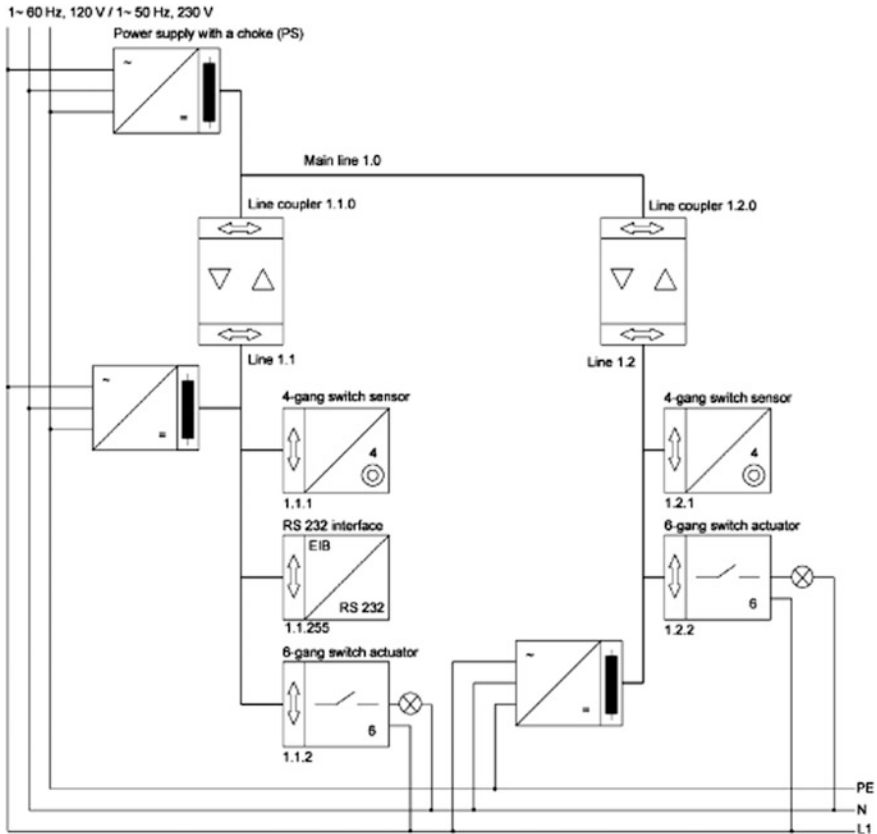 1~ 60 Hz, 120 V / 1~ 50 Hz, 230 V
Power supply with a choke (PS)
~
=
Main line 1.0
Line coupler 1.1.0
Line coupler 1.2.0
Line 1.1
Line 1.2
~
=
4-gang switch sensor
4
1.1.1
4-gang switch sensor
4
1.2.1
RS 232 interface
EIB
RS 232
1.1.255
6-gang switch actuator
6
1.2.2
6-gang switch actuator
6
1.1.2
~
=
PE
N
L1